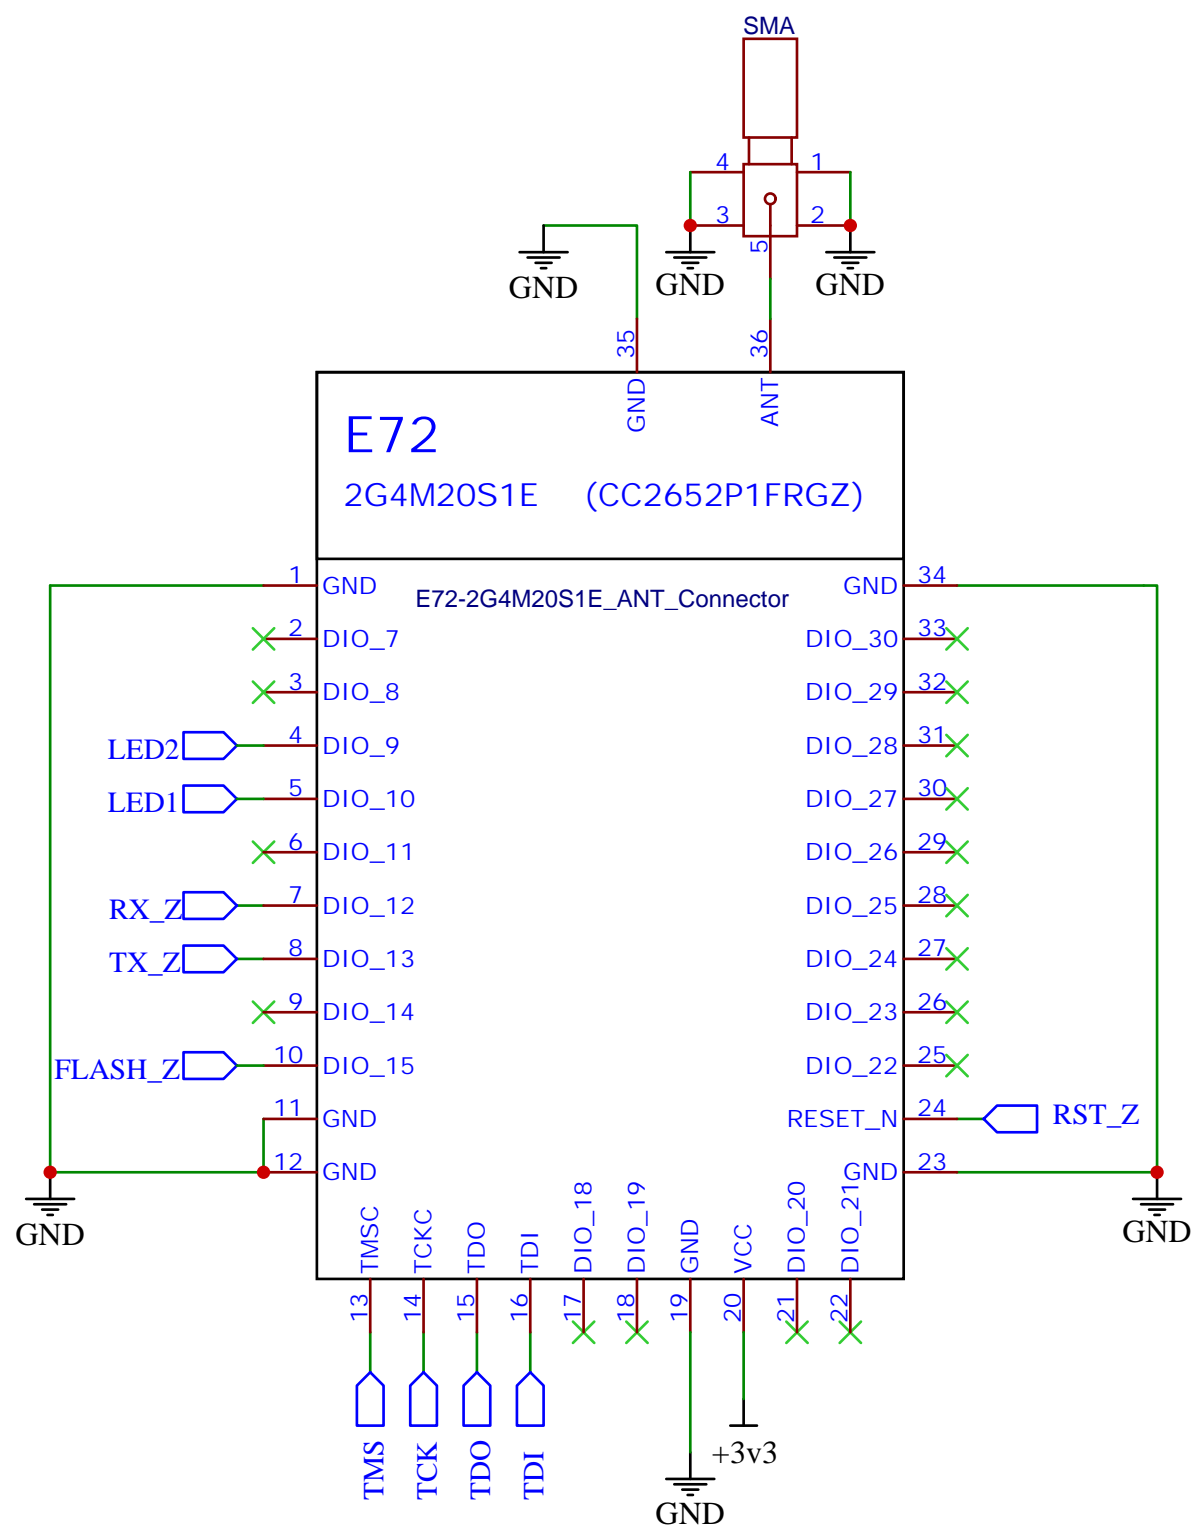 SMA
4 1
3 2
5
GND GND GND
35 36
GND ANT
E72
2G4M20S1E (CC2652P1FRGZ)
1 GND GND 34
E72-2G4M20S1E_ANT_Connector
2 DIO_7 DIO_30 33
3 DIO_8 DIO_29 32
LED2 4 DIO_9 DIO_28 31
LED1 5 DIO_10 DIO_27 30
6 DIO_11 DIO_26 29
RX_Z 7 DIO_12 DIO_25 28
TX_Z 8 DIO_13 DIO_24 27
9 DIO_14 DIO_23 26
FLASH_Z 10 DIO_15 DIO_22 25
11 GND RESET_N 24 RST_Z
12 GND GND 23
GND GND
TMSC TCKC TDO TDI DIO_18 DIO_19 GND VCC DIO_20 DIO_21
13 14 15 16 17 18 19 20 21 22
TMS TCK TDO TDI
+3v3
GND